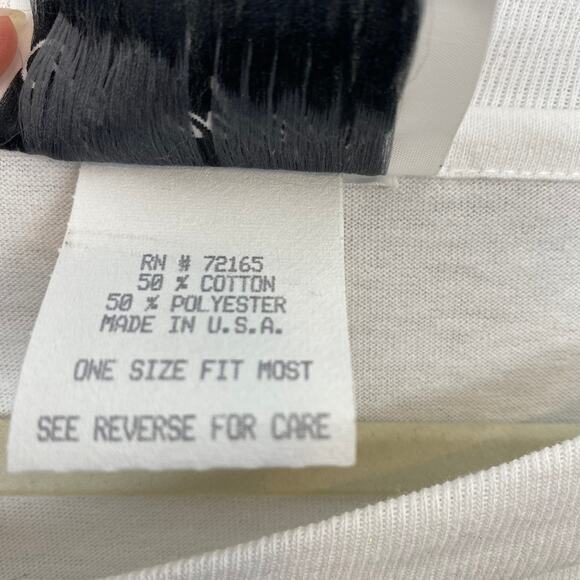 RN # 72165
50 % COTTON
50 % POLYESTER
MADE IN U.S.A.
ONE SIZE FIT MOST
SEE REVERSE FOR CARE